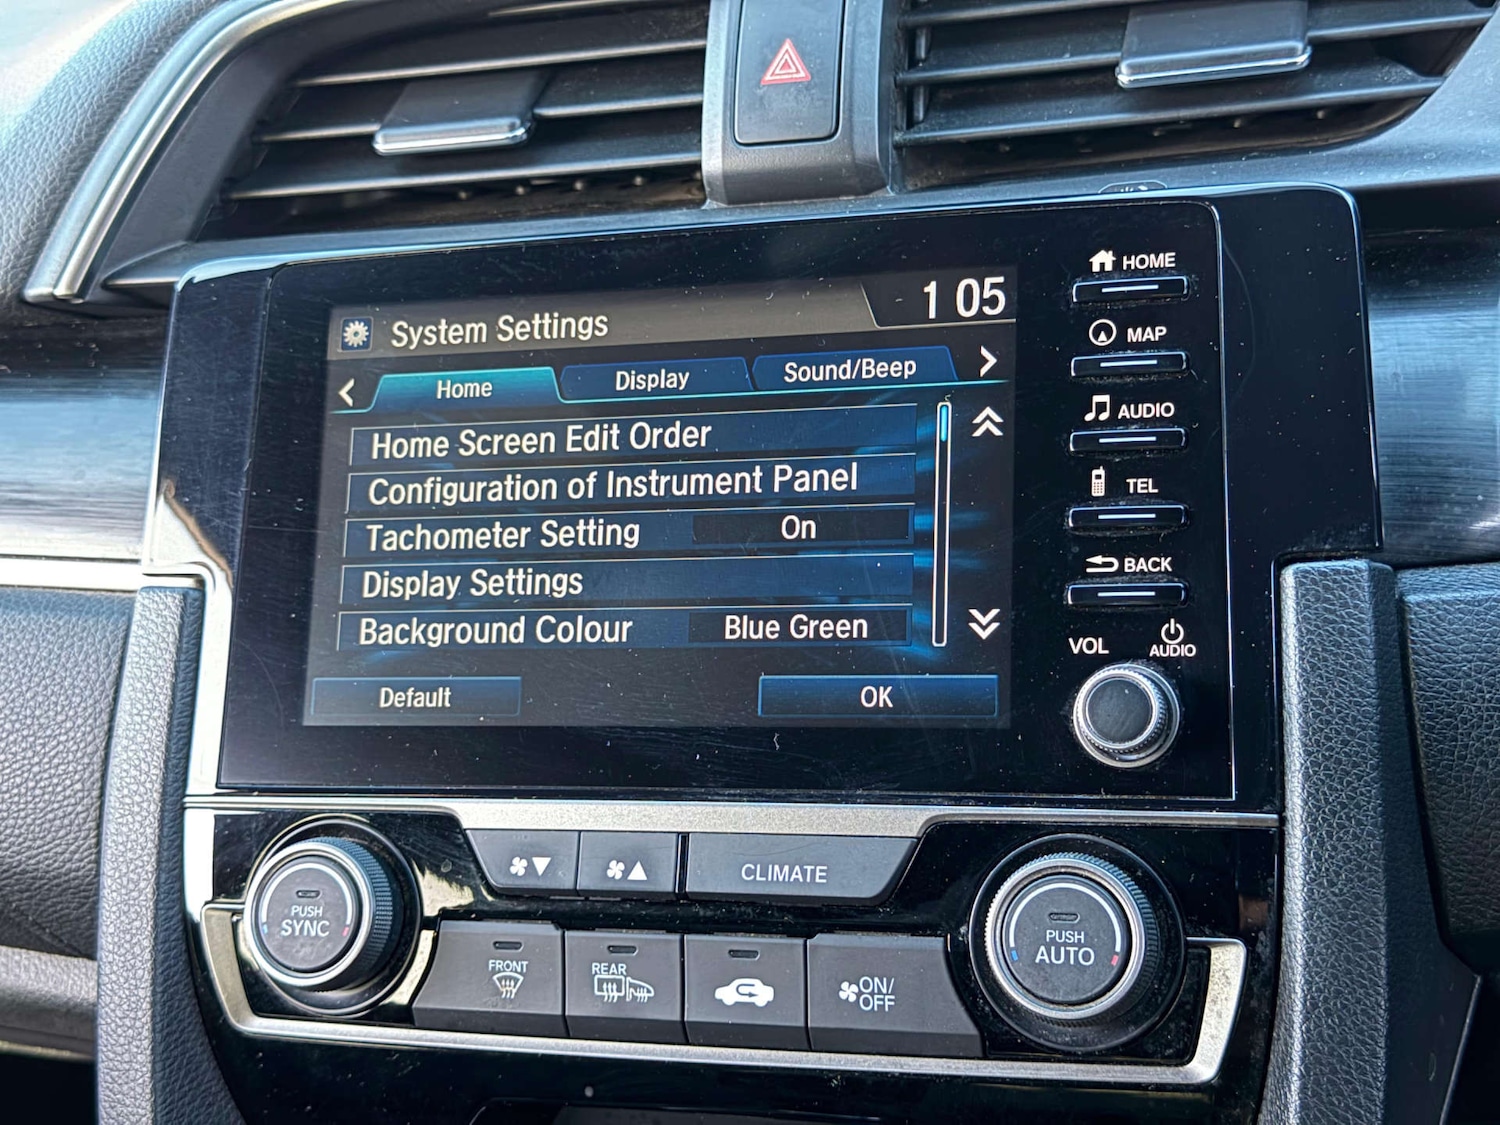 HOME
1 05
System Settings
MAP
Home Display Sound/Beep
AUDIO
Home Screen Edit Order
Configuration of Instrument Panel
TEL
Tachometer Setting On
Display Settings
BACK
Background Colour Blue Green
VOL AUDIO
Default OK
CLIMATE
PUSH
SYNC
PUSH
AUTO
FRONT
REAR
ON/
OFF